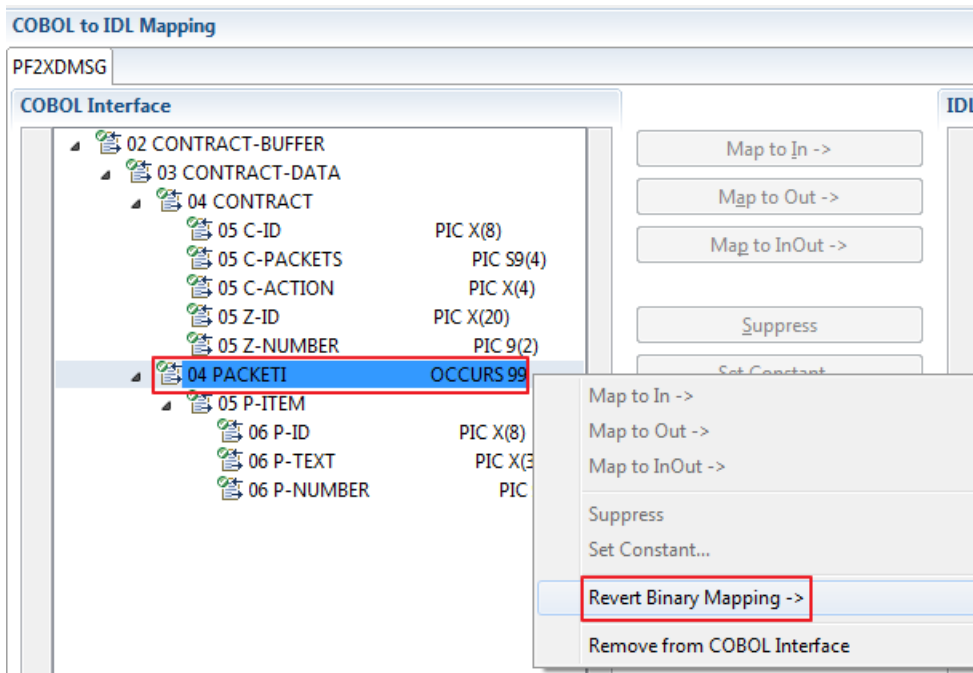 COBOL to IDL Mapping
PF2XDMSG
COBOL Interface
IDL
02 CONTRACT-BUFFER
03 CONTRACT-DATA
04 CONTRACT
05 C-ID PIC X(8)
05 C-PACKETS PIC S9(4)
05 C-ACTION PIC X(4)
05 Z-ID PIC X(20)
05 Z-NUMBER PIC 9(2)
04 PACKETI OCCURS 99
05 P-ITEM
06 P-ID PIC X(8)
06 P-TEXT PIC X(3
06 P-NUMBER PIC
Map to In ->
Map to Out ->
Map to InOut ->
Suppress
Set Constant...
Map to In ->
Map to Out ->
Map to InOut ->
Suppress
Set Constant...
Revert Binary Mapping ->
Remove from COBOL Interface